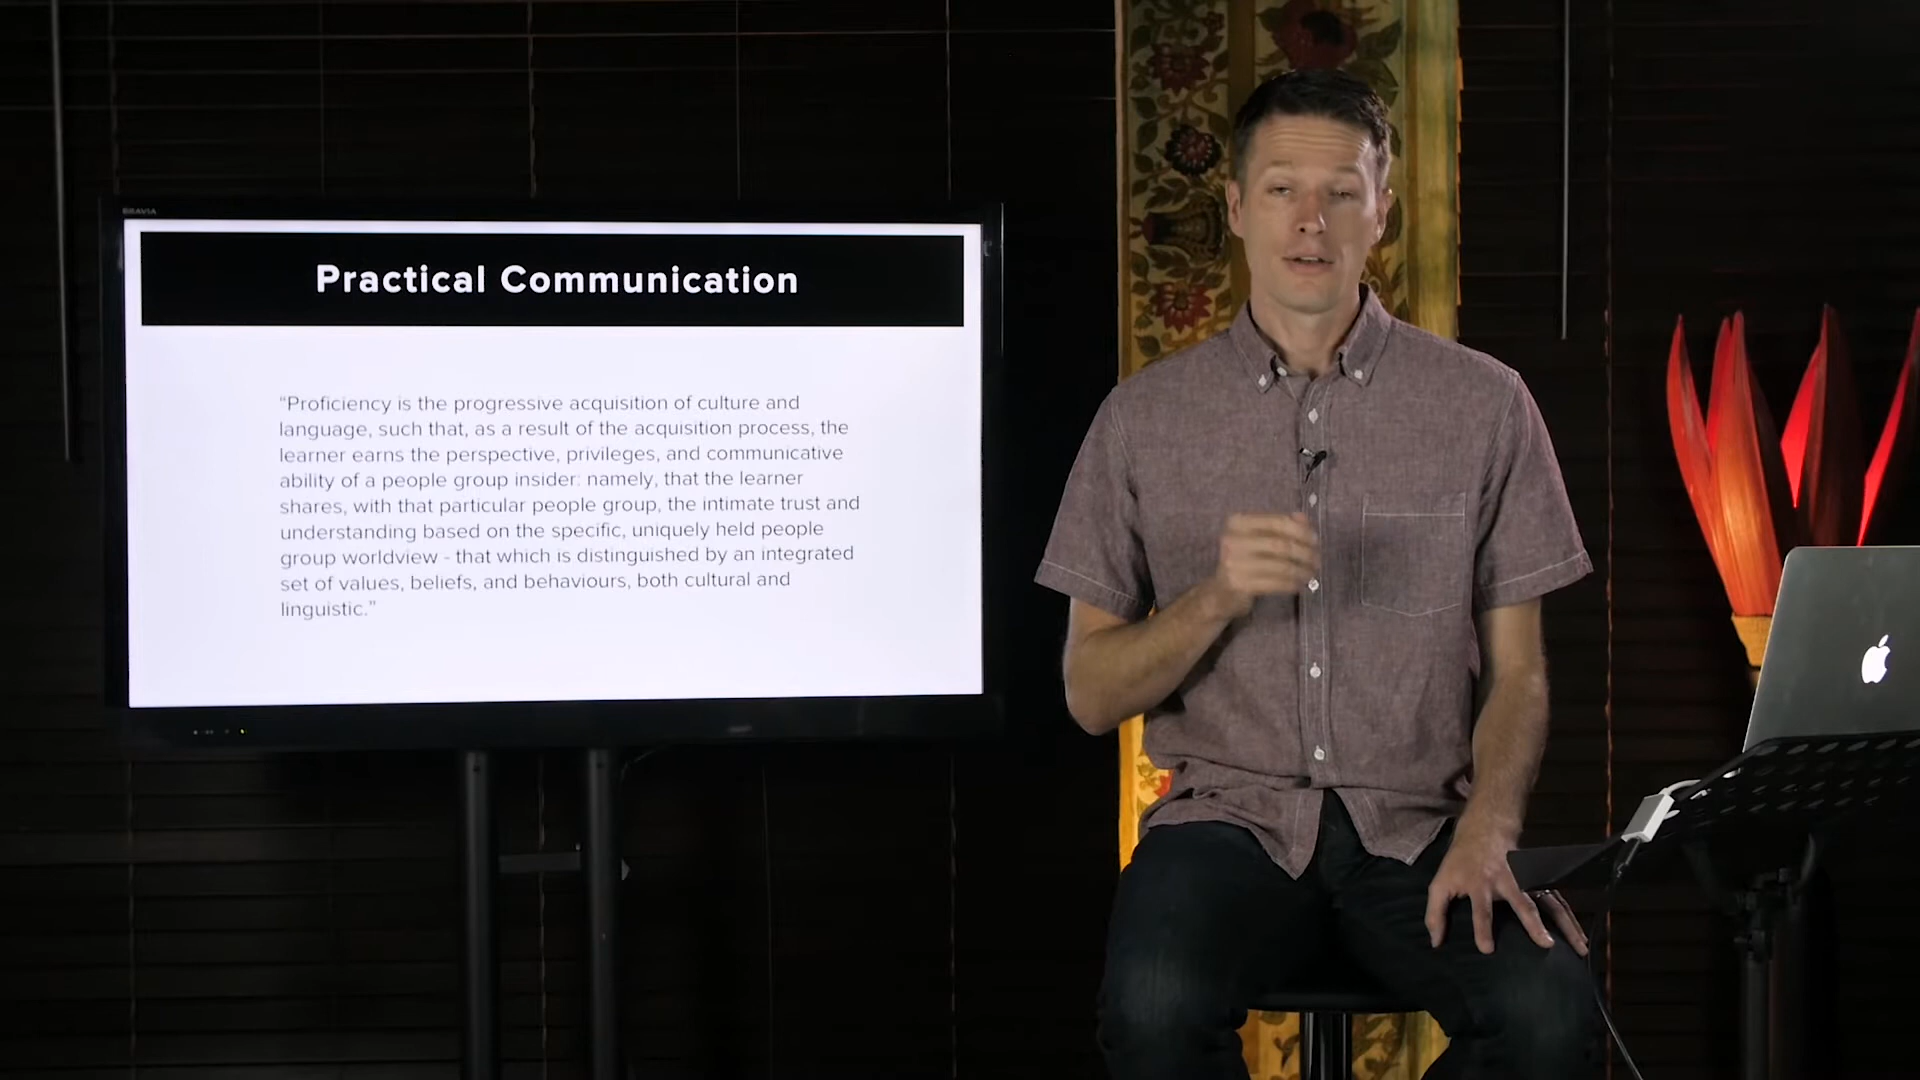 BRAVIA
Practical Communication
“Proficiency is the progressive acquisition of culture and
language, such that, as a result of the acquisition process, the
learner earns the perspective, privileges, and communicative
ability of a people group insider: namely, that the learner
shares, with that particular people group, the intimate trust and
understanding based on the specific, uniquely held people
group worldview - that which is distinguished by an integrated
set of values, beliefs, and behaviours, both cultural and
linguistic.”